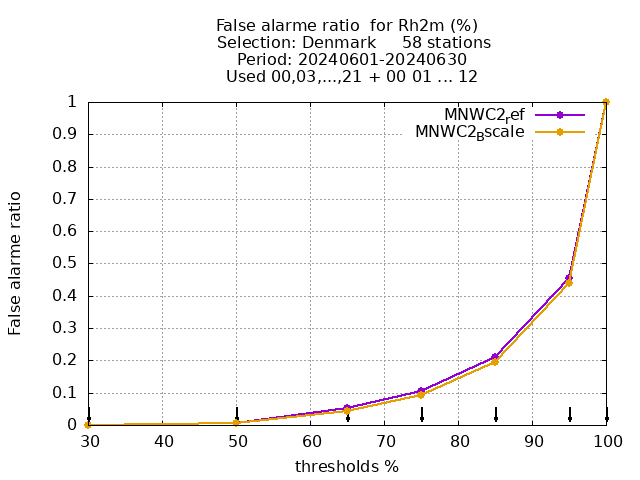 False alarme ratio  for Rh2m (%)
Selection: Denmark     58 stations
Period: 20240601-20240630
Used 00,03,...,21 + 00 01 ... 12
MNWC2ref
MNWC2Bscale
False alarme ratio
1
0.9
0.8
0.7
0.6
0.5
0.4
0.3
0.2
0.1
0
30 40 50 60 70 80 90 100
thresholds %